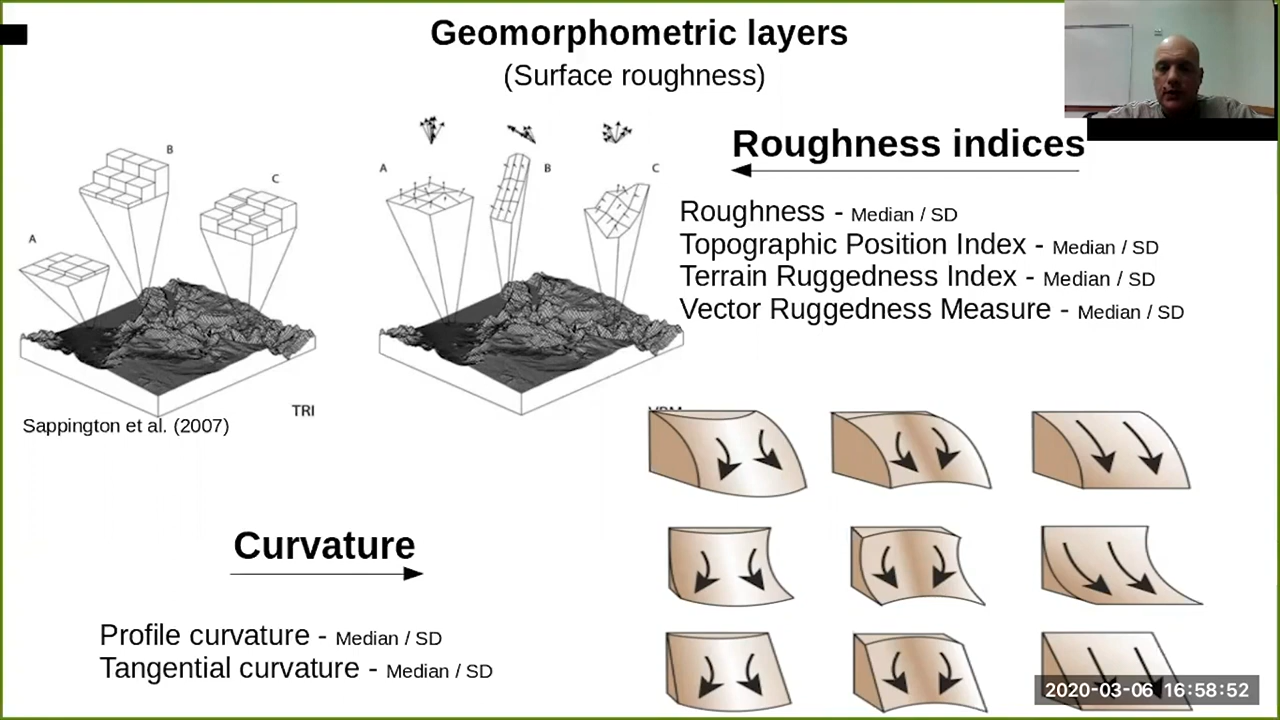 Geomorphometric layers
(Surface roughness)
Roughness indices
Roughness - Median / SD
Topographic Position Index - Median / SD
Terrain Ruggedness Index - Median / SD
Vector Ruggedness Measure - Median / SD
A
B
C
A
B
C
TRI
VRM
Sappington et al. (2007)
Curvature
Profile curvature - Median / SD
Tangential curvature - Median / SD
2020-03-06 16:58:52